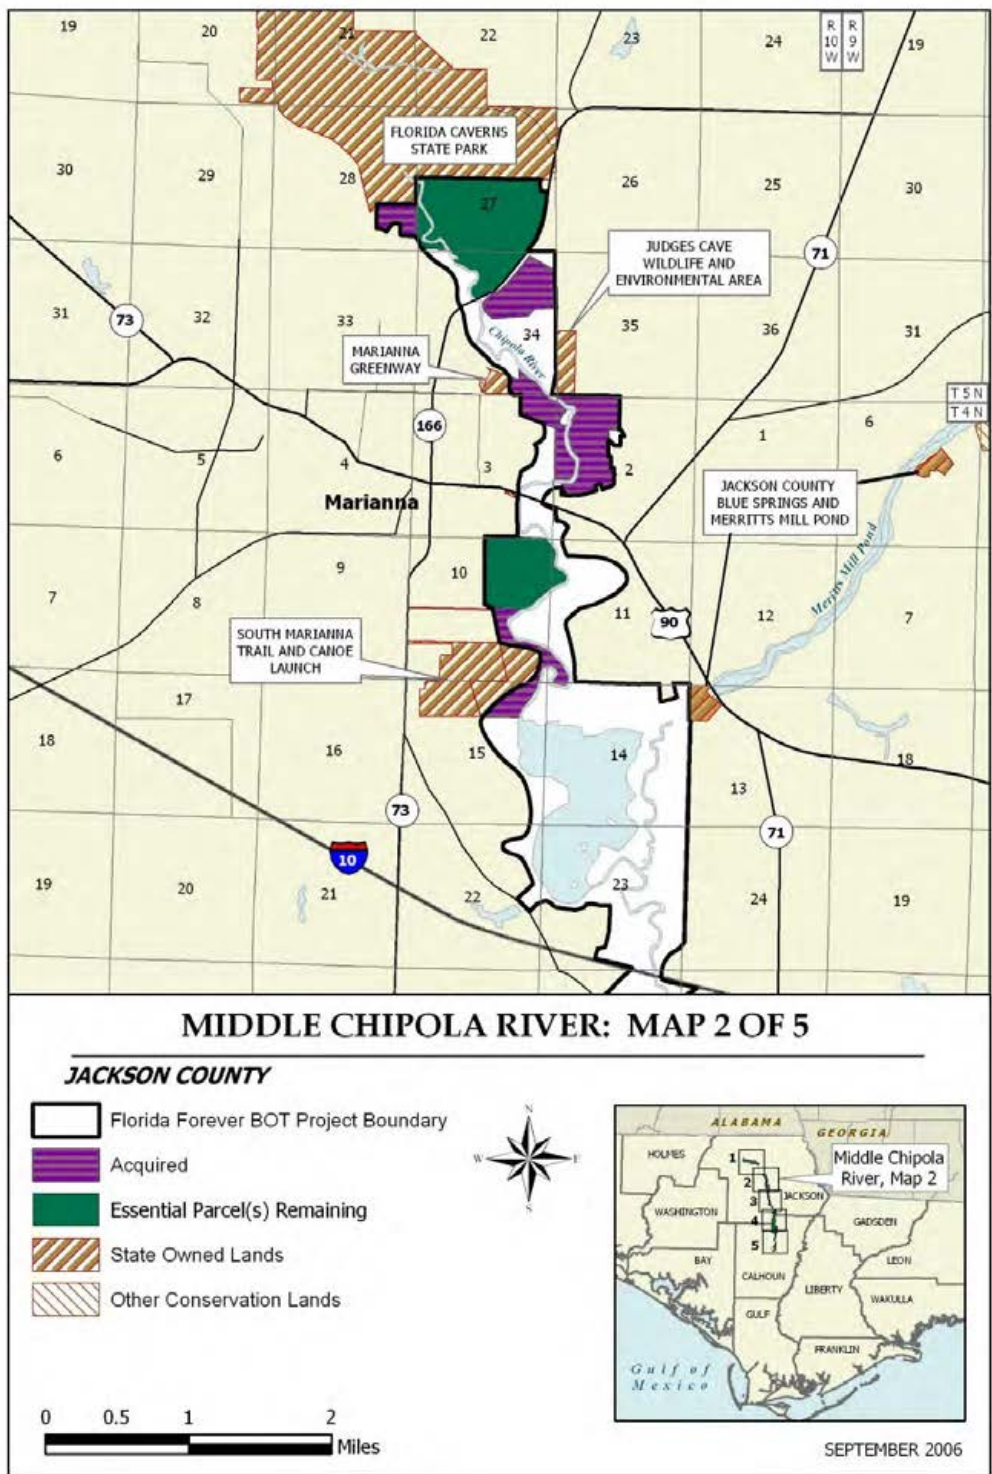 19
20
21
22
23
24
R
10
W
R
9
W
19
FLORIDA CAVERNS
STATE PARK
30
29
28
27
26
25
30
JUDGES CAVE
WILDLIFE AND
ENVIRONMENTAL AREA
71
31
73
32
33
34
35
36
31
Chipola River
MARIANNA
GREENWAY
T 5 N
T 4 N
166
6
5
4
3
2
1
6
Marianna
JACKSON COUNTY
BLUE SPRINGS AND
MERRITTS MILL POND
Merritts Mill Pond
7
8
9
10
11
90
12
7
SOUTH MARIANNA
TRAIL AND CANOE
LAUNCH
18
17
16
15
14
13
18
73
71
10
19
20
21
22
23
24
19
MIDDLE CHIPOLA RIVER: MAP 2 OF 5
JACKSON COUNTY
Florida Forever BOT Project Boundary
Acquired
Essential Parcel(s) Remaining
State Owned Lands
Other Conservation Lands
N
W
E
S
ALABAMA
GEORGIA
HOLMES
1
2
3
4
5
Middle Chipola
River, Map 2
JACKSON
WASHINGTON
GADSDEN
BAY
CALHOUN
LIBERTY
LEON
WAKULLA
GULF
FRANKLIN
Gulf of
Mexico
0 0.5 1 2
Miles
SEPTEMBER 2006